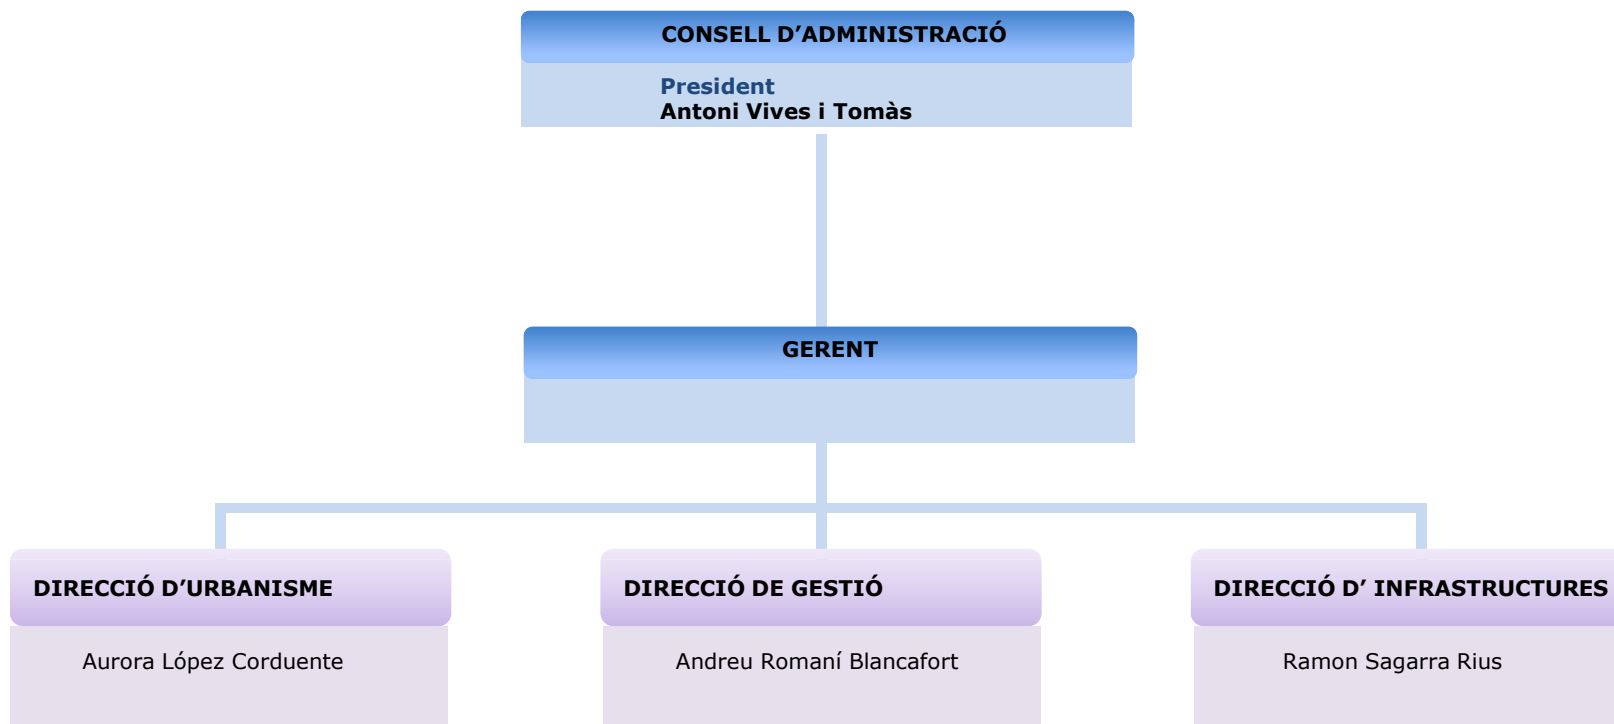 CONSELL D’ADMINISTRACIÓ
President
Antoni Vives i Tomàs
GERENT
DIRECCIÓ D’URBANISME
Aurora López Corduente
DIRECCIÓ DE GESTIÓ
Andreu Romaní Blancafort
DIRECCIÓ D’ INFRASTRUCTURES
Ramon Sagarra Rius